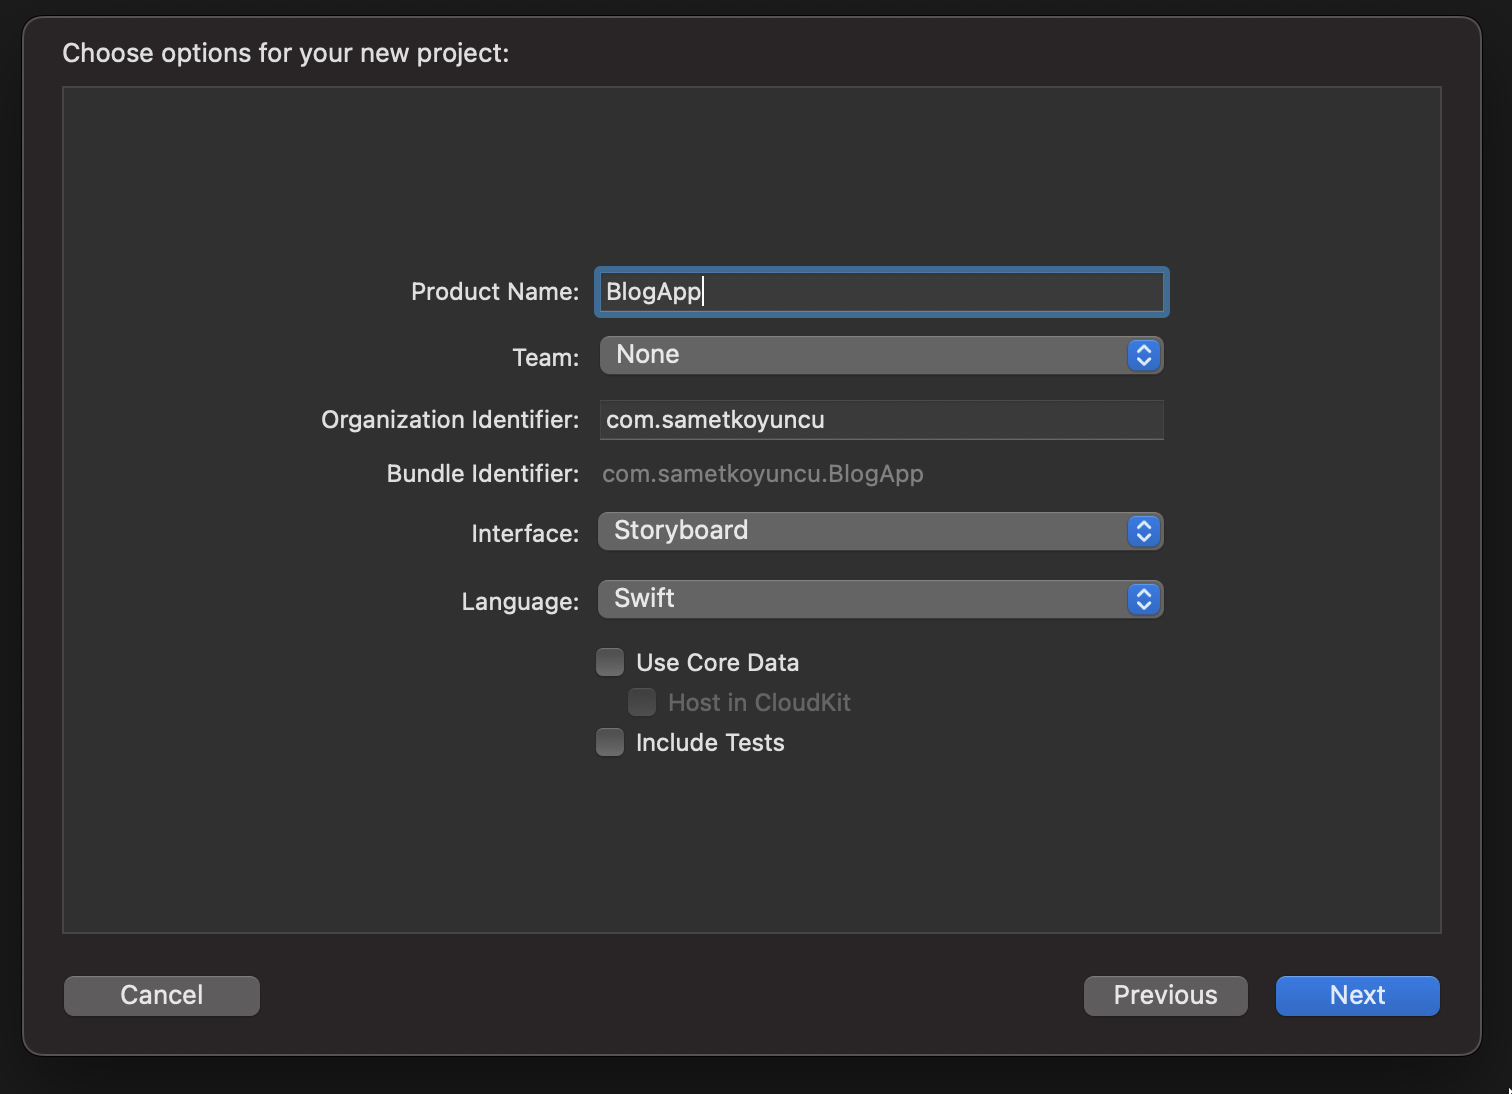 Choose options for your new project:
Product Name: BlogApp
Team: None
Organization Identifier: com.sametkoyuncu
Bundle Identifier: com.sametkoyuncu.BlogApp
Interface: Storyboard
Language: Swift
Use Core Data
Host in CloudKit
Include Tests
Cancel Previous Next